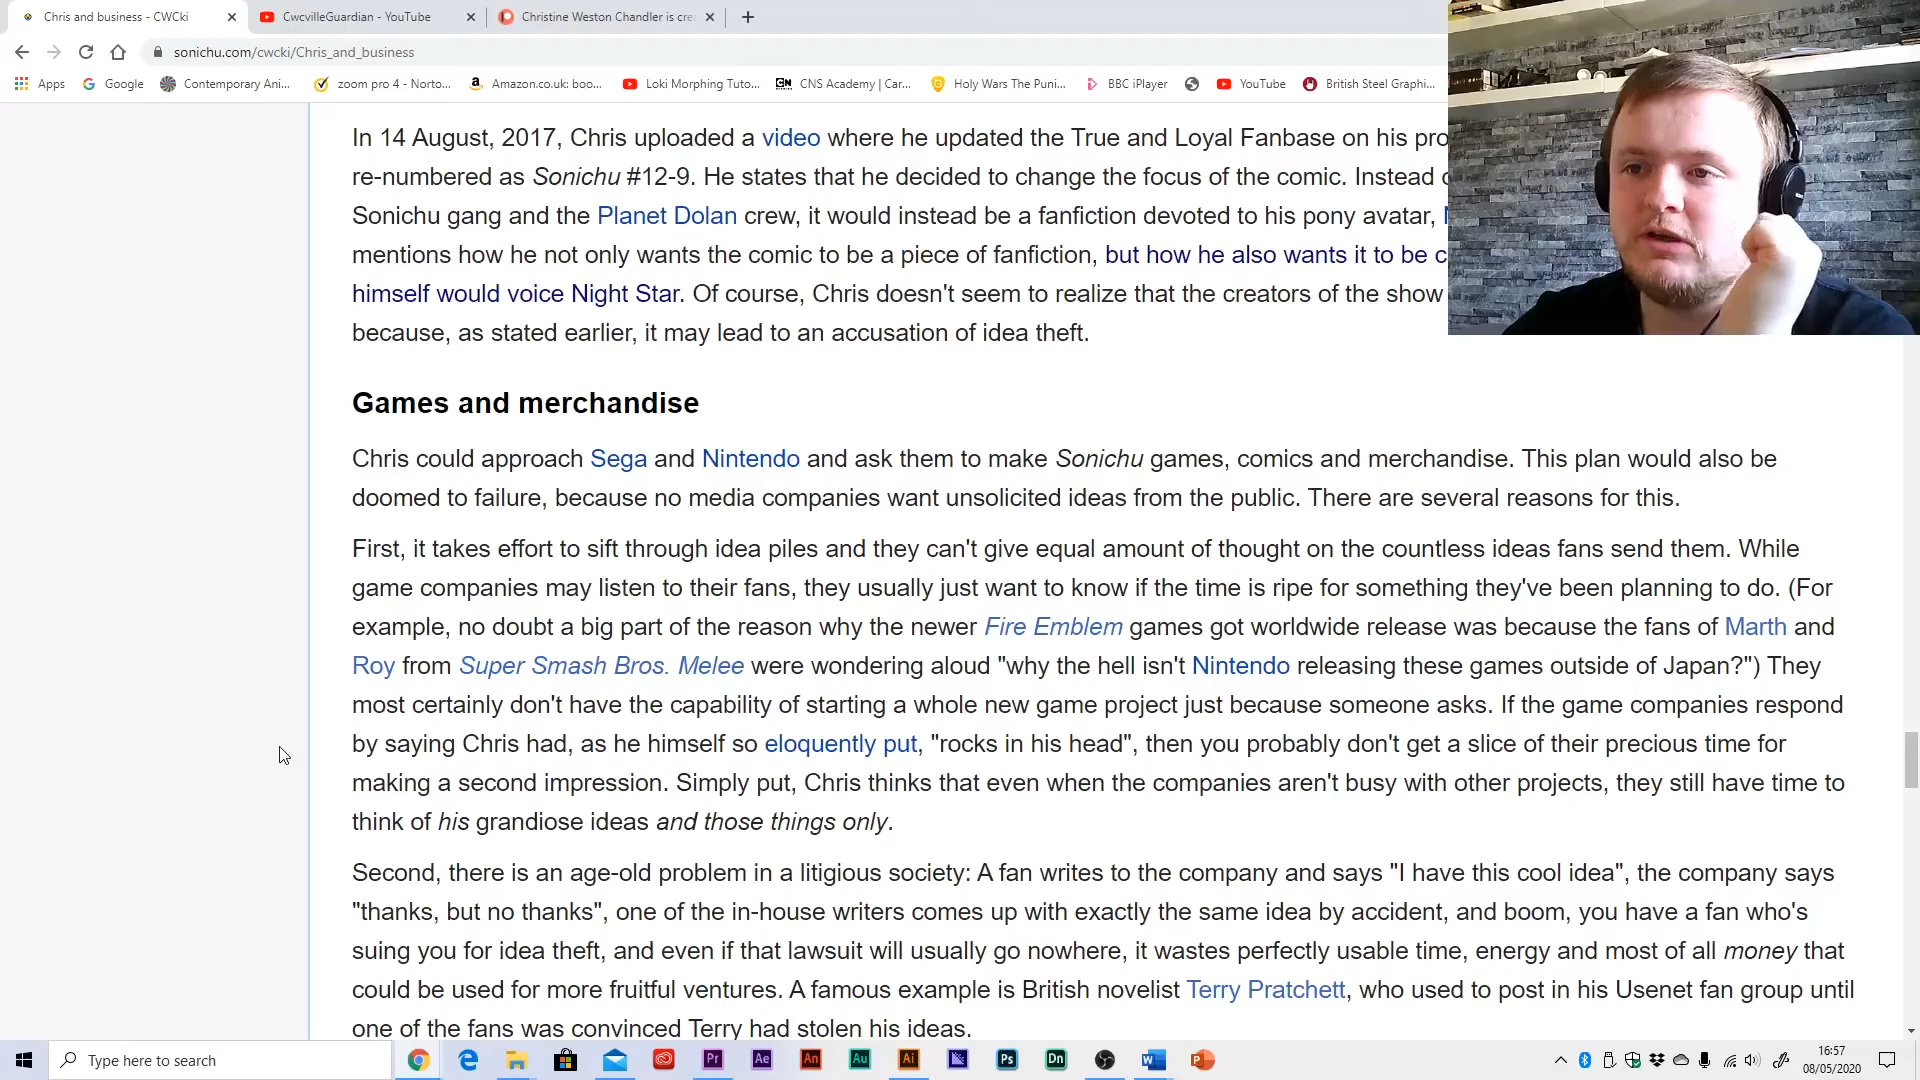 Chris and business - CWCki
CwcvilleGuardian - YouTube
Christine Weston Chandler is cre
sonichu.com/cwcki/Chris_and_business
Apps
Google
Contemporary Ani...
zoom pro 4 - Norto...
Amazon.co.uk: boo...
Loki Morphing Tuto...
CNS Academy | Car...
Holy Wars The Puni...
BBC iPlayer
YouTube
British Steel Graphi...
In 14 August, 2017, Chris uploaded a video where he updated the True and Loyal Fanbase on his pro
re-numbered as Sonichu #12-9. He states that he decided to change the focus of the comic. Instead
Sonichu gang and the Planet Dolan crew, it would instead be a fanfiction devoted to his pony avatar,
mentions how he not only wants the comic to be a piece of fanfiction, but how he also wants it to be c
himself would voice Night Star. Of course, Chris doesn't seem to realize that the creators of the show
because, as stated earlier, it may lead to an accusation of idea theft.
Games and merchandise
Chris could approach Sega and Nintendo and ask them to make Sonichu games, comics and merchandise. This plan would also be
doomed to failure, because no media companies want unsolicited ideas from the public. There are several reasons for this.
First, it takes effort to sift through idea piles and they can't give equal amount of thought on the countless ideas fans send them. While
game companies may listen to their fans, they usually just want to know if the time is ripe for something they've been planning to do. (For
example, no doubt a big part of the reason why the newer Fire Emblem games got worldwide release was because the fans of Marth and
Roy from Super Smash Bros. Melee were wondering aloud "why the hell isn't Nintendo releasing these games outside of Japan?") They
most certainly don't have the capability of starting a whole new game project just because someone asks. If the game companies respond
by saying Chris had, as he himself so eloquently put, "rocks in his head", then you probably don't get a slice of their precious time for
making a second impression. Simply put, Chris thinks that even when the companies aren't busy with other projects, they still have time to
think of his grandiose ideas and those things only.
Second, there is an age-old problem in a litigious society: A fan writes to the company and says "I have this cool idea", the company says
"thanks, but no thanks", one of the in-house writers comes up with exactly the same idea by accident, and boom, you have a fan who's
suing you for idea theft, and even if that lawsuit will usually go nowhere, it wastes perfectly usable time, energy and most of all money that
could be used for more fruitful ventures. A famous example is British novelist Terry Pratchett, who used to post in his Usenet fan group until
one of the fans was convinced Terry had stolen his ideas.
Type here to search
Pr
Ae
An
Au
Ai
Ps
Dn
16:57
08/05/2020